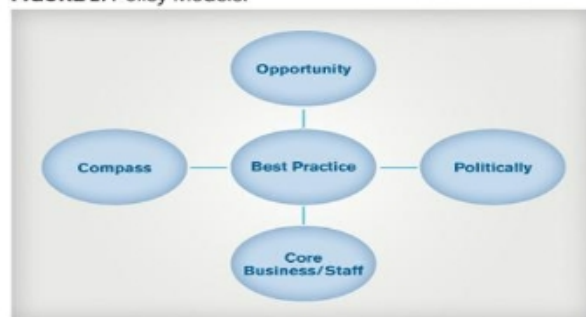 Policy Models.
Opportunity
Compass
Best Practice
Politically
Core
Business/Staff